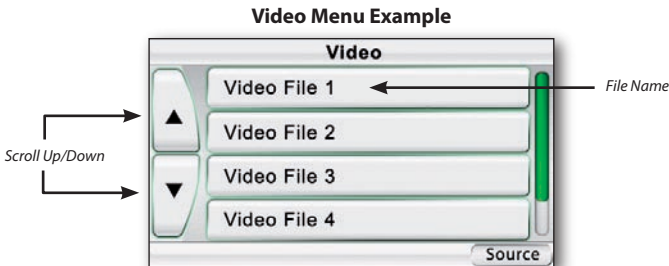 Video Menu Example
Video
Video File 1
File Name
Video File 2
Scroll Up/Down
Video File 3
Video File 4
Source